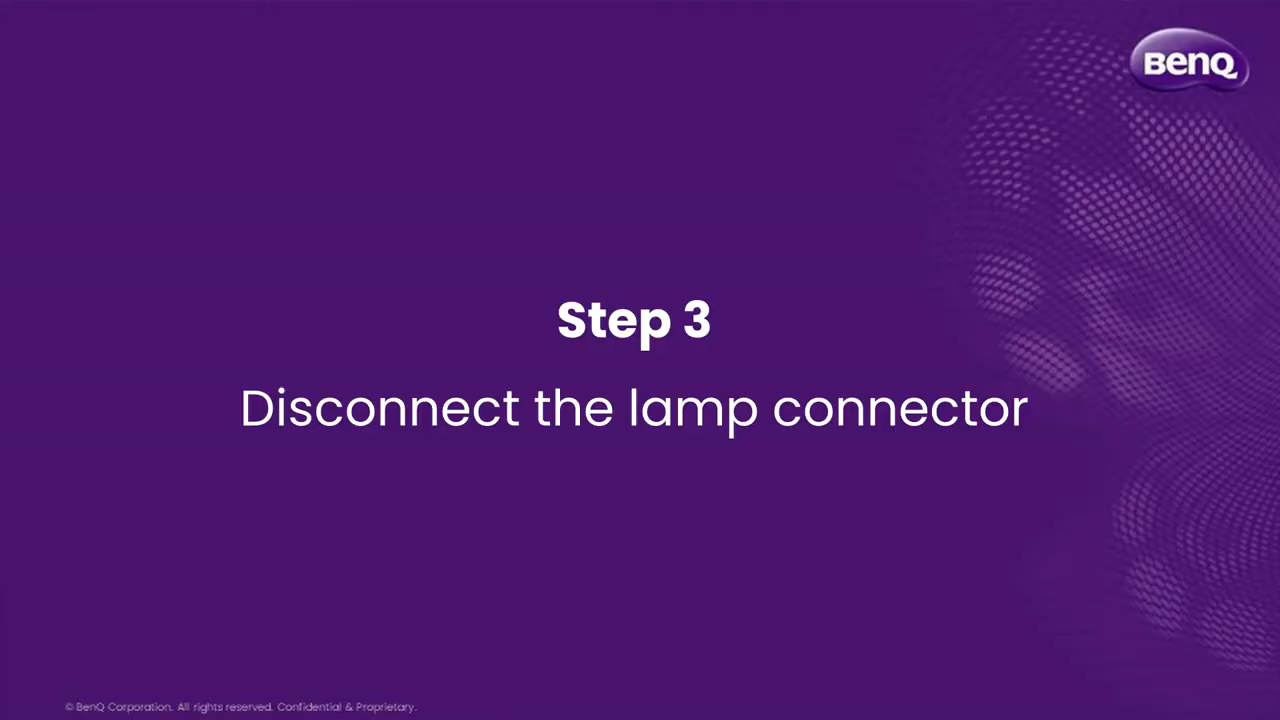 BenQ
Step 3
Disconnect the lamp connector
© BenQ Corporation. All rights reserved. Confidential & Proprietary.